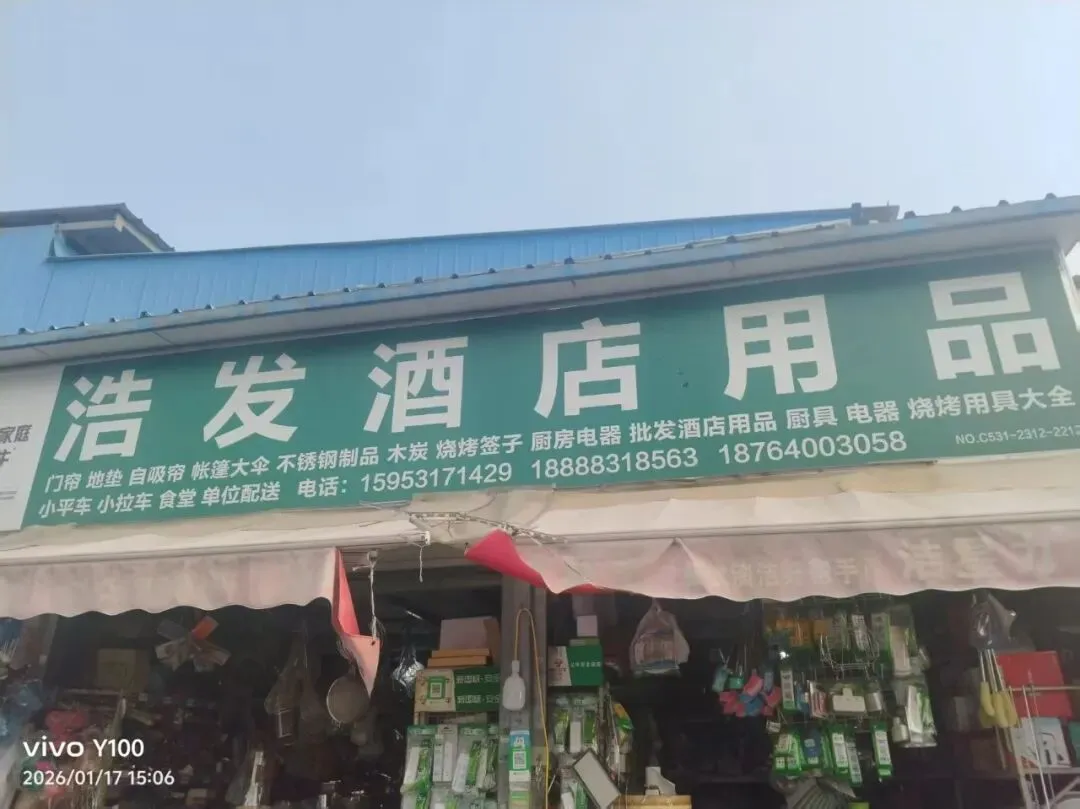 浩发酒店用品
门帘 地垫 自吸帘 帐篷大伞 不锈钢制品 木炭 烧烤签子 厨房电器 批发酒店用品 厨具 电器 烧烤用具大全
小平车 小拉车 食堂 单位配送 电话：15953171429 18888318563 18764003058
NO.C531-2312-2212
家庭
vivo Y100
2026/01/17 15:06